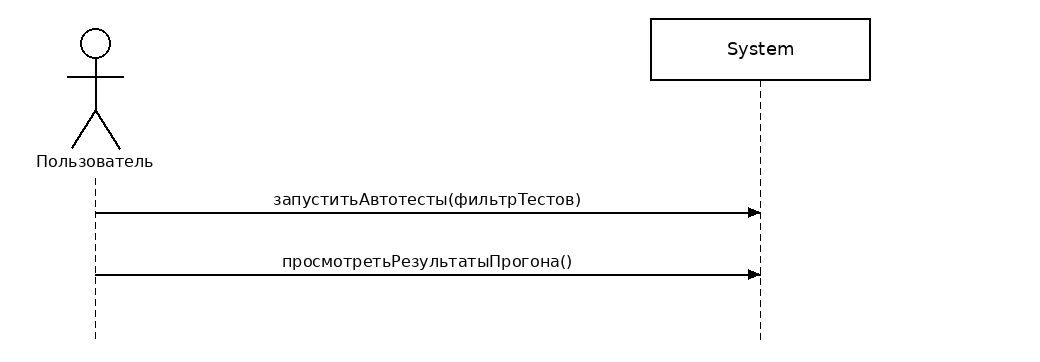 System
Пользователь
запуститьАвтотесты(фильтрТестов)
просмотретьРезультатыПрогона()